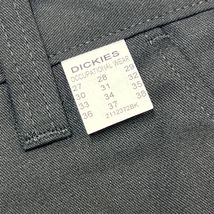 DICKIES
OCCUPATIONAL WEAR
27 28 29
30 31 32
33 34 35
36 37 38
2112372BK